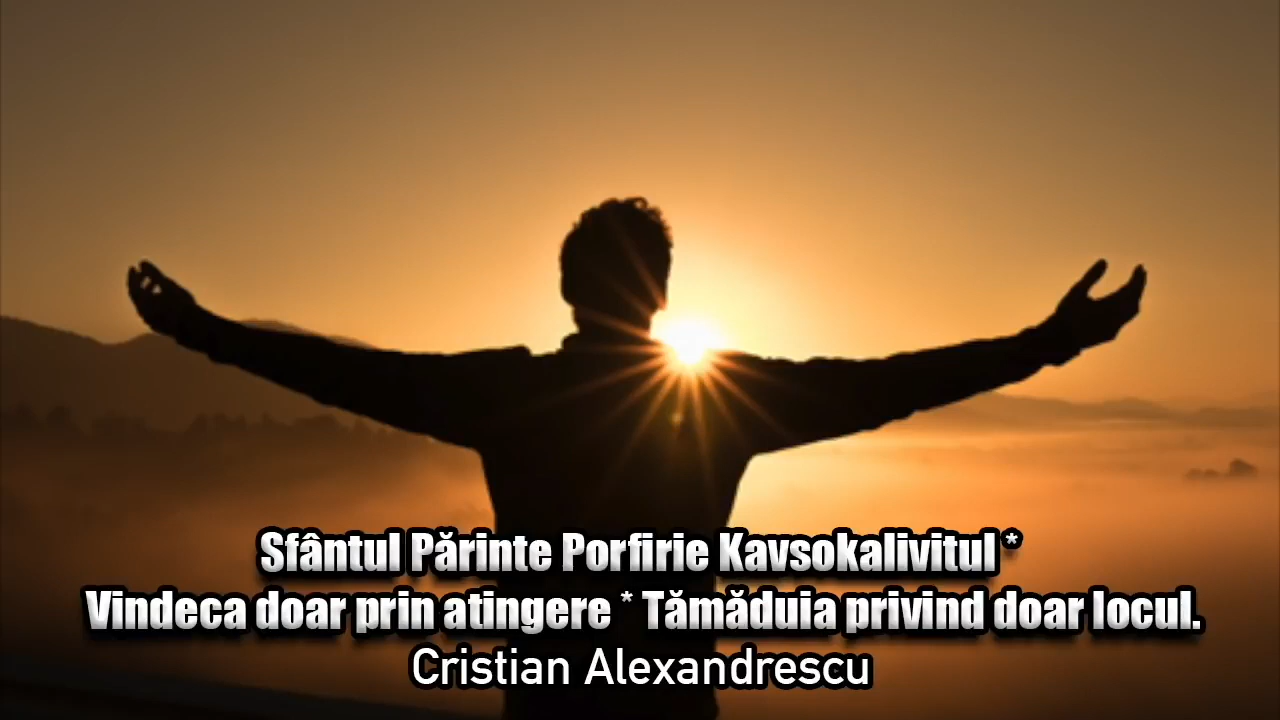 Sfântul Părinte Porfirie Kavsokalivitul *
Vindeca doar prin atingere * Tămăduia privind doar locul.
Cristian Alexandrescu